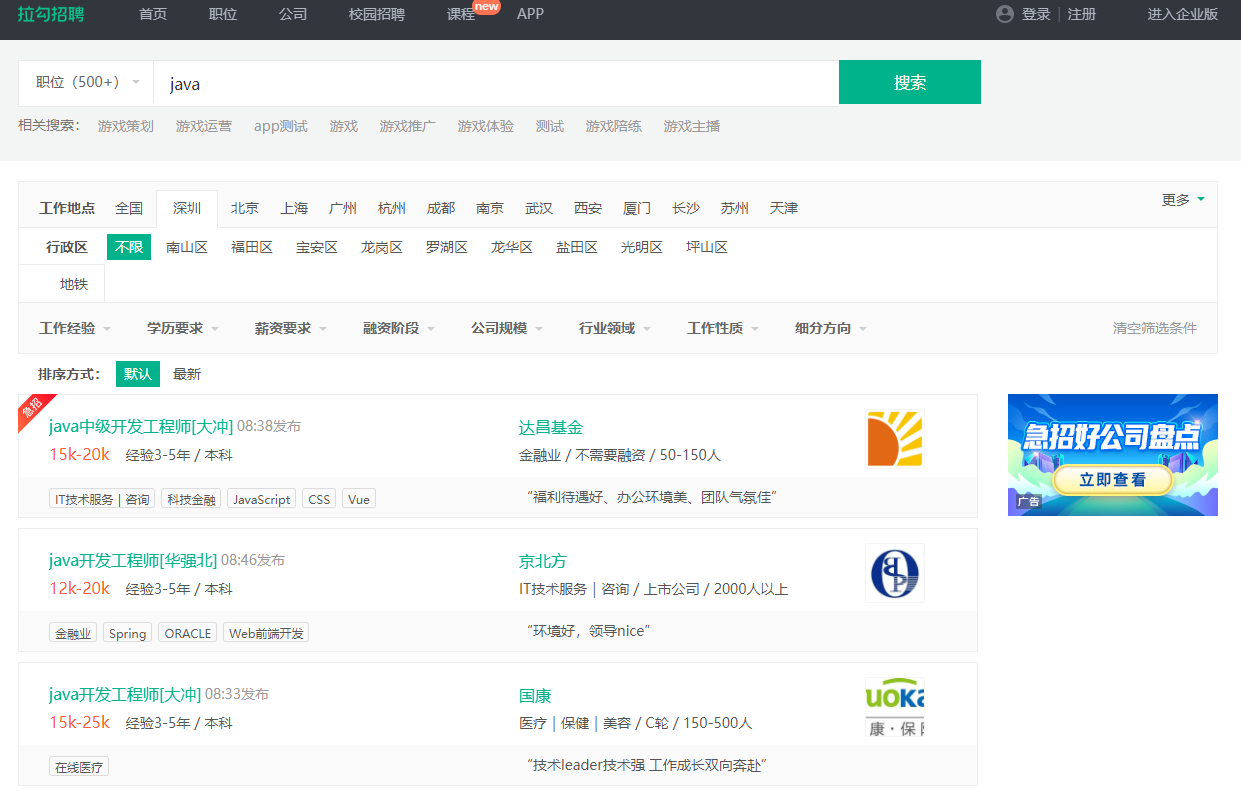 拉勾招聘 首页 职位 公司 校园招聘 课程 new APP 登录 | 注册 进入企业版
职位（500+） java 搜索
相关搜索： 游戏策划 游戏运营 app测试 游戏 游戏推广 游戏体验 测试 游戏陪练 游戏主播
工作地点 全国 深圳 北京 上海 广州 杭州 成都 南京 武汉 西安 厦门 长沙 苏州 天津 更多
行政区 不限 南山区 福田区 宝安区 龙岗区 罗湖区 龙华区 盐田区 光明区 坪山区
地铁
工作经验 学历要求 薪资要求 融资阶段 公司规模 行业领域 工作性质 细分方向 清空筛选条件
排序方式： 默认 最新
急招
java中级开发工程师[大冲] 08:38发布 达昌基金
15k-20k 经验3-5年 / 本科 金融业 / 不需要融资 / 50-150人
IT技术服务｜咨询 科技金融 JavaScript CSS Vue “福利待遇好、办公环境美、团队气氛佳”
急招好公司盘点
立即查看
广告
java开发工程师[华强北] 08:46发布 京北方
12k-20k 经验3-5年 / 本科 IT技术服务｜咨询 / 上市公司 / 2000人以上
金融业 Spring ORACLE Web前端开发 “环境好，领导nice”
java开发工程师[大冲] 08:33发布 国康
15k-25k 经验3-5年 / 本科 医疗｜保健｜美容 / C轮 / 150-500人
UOKA
康·保
在线医疗 “技术leader技术强 工作成长双向奔赴”